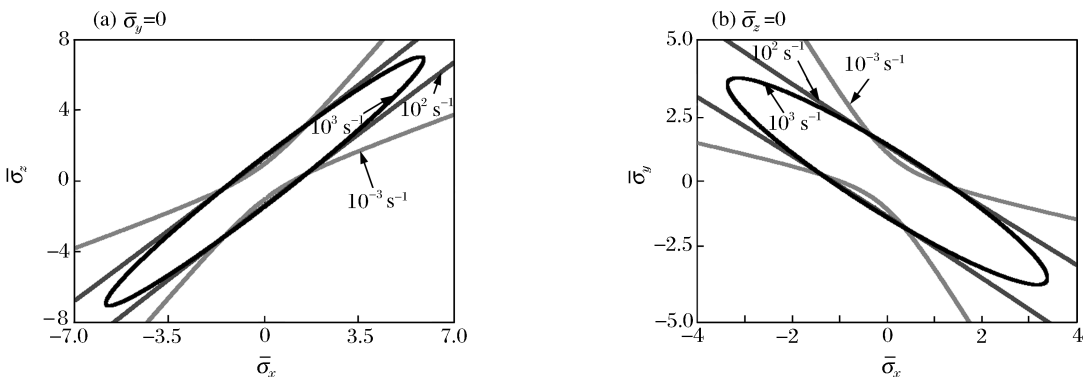 (a) σ̅y=0
8
4
0
−4
−8
−7.0 −3.5 0 3.5 7.0
σ̅z
σ̅x
10³ s⁻¹
10² s⁻¹
10⁻³ s⁻¹
(b) σ̅z=0
5.0
2.5
0
−2.5
−5.0
−4 −2 0 2 4
σ̅y
σ̅x
10² s⁻¹
10⁻³ s⁻¹
10³ s⁻¹